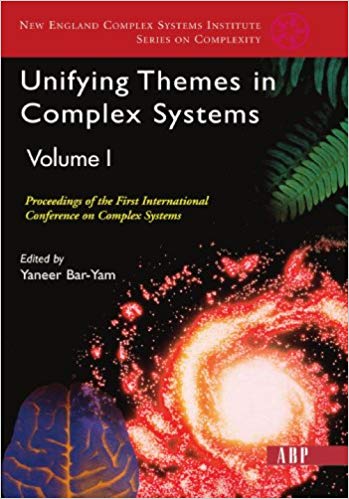 NEW ENGLAND COMPLEX SYSTEMS INSTITUTE
SERIES ON COMPLEXITY
Unifying Themes in
Complex Systems
Volume I
Proceedings of the First International
Conference on Complex Systems
Edited by
Yaneer Bar-Yam
ABP